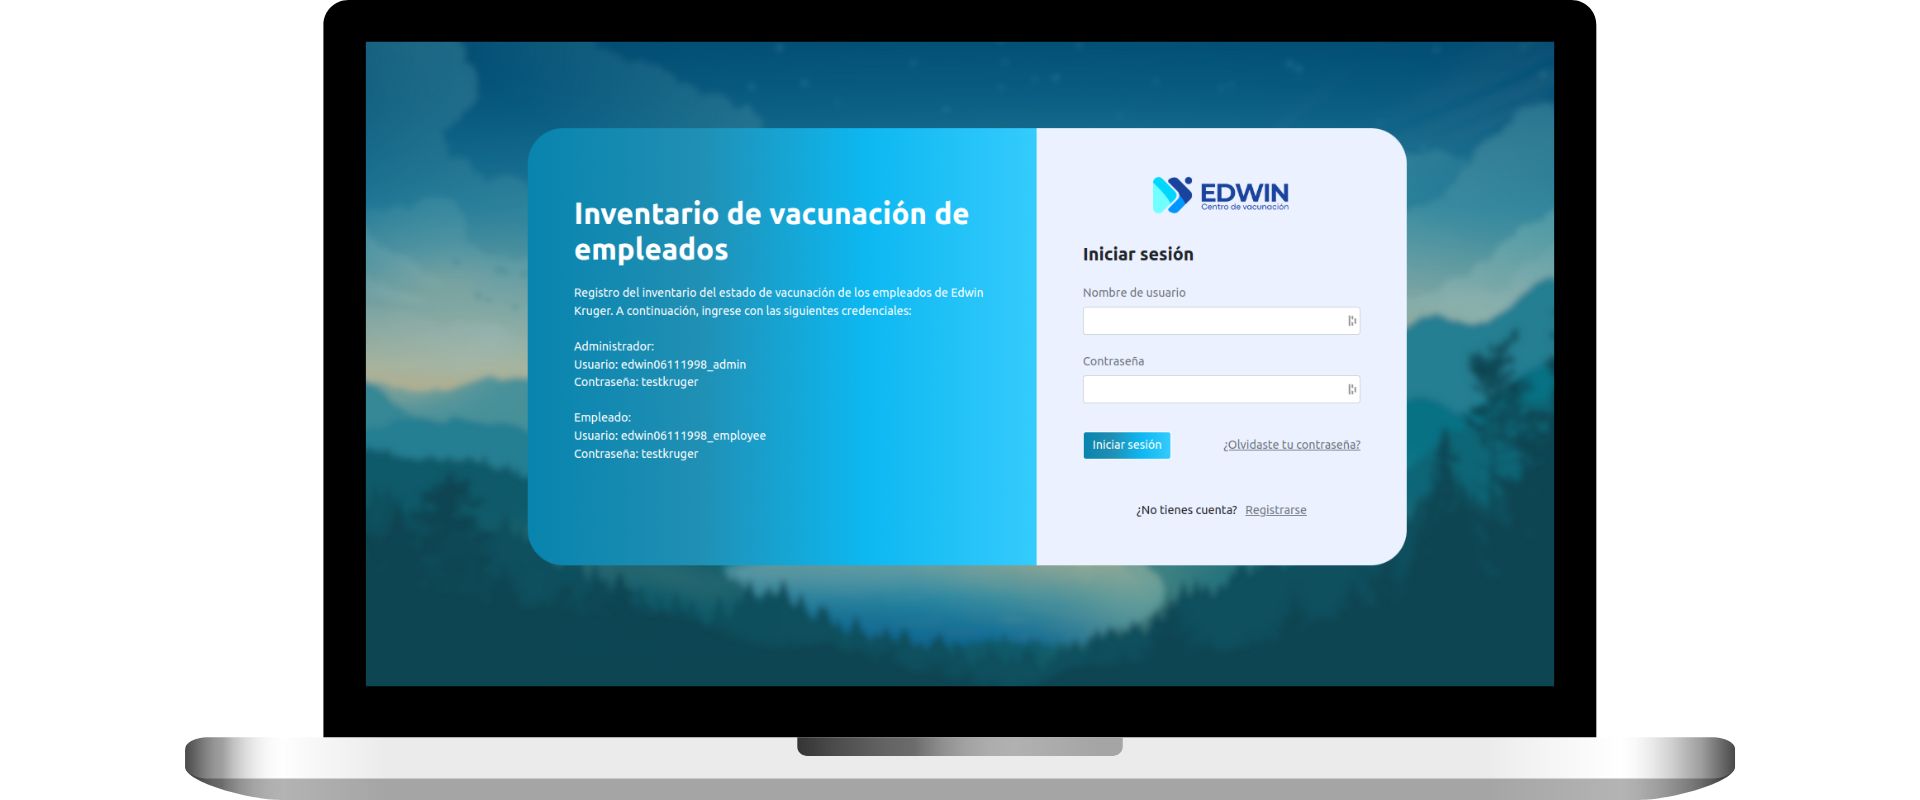 Inventario de vacunación de
empleados
Registro del inventario del estado de vacunación de los empleados de Edwin
Kruger. A continuación, ingrese con las siguientes credenciales:
Administrador:
Usuario: edwin06111998_admin
Contraseña: testkruger
Empleado:
Usuario: edwin06111998_employee
Contraseña: testkruger
EDWIN
Centro de vacunación
Iniciar sesión
Nombre de usuario
Contraseña
Iniciar sesión
¿Olvidaste tu contraseña?
¿No tienes cuenta? Registrarse